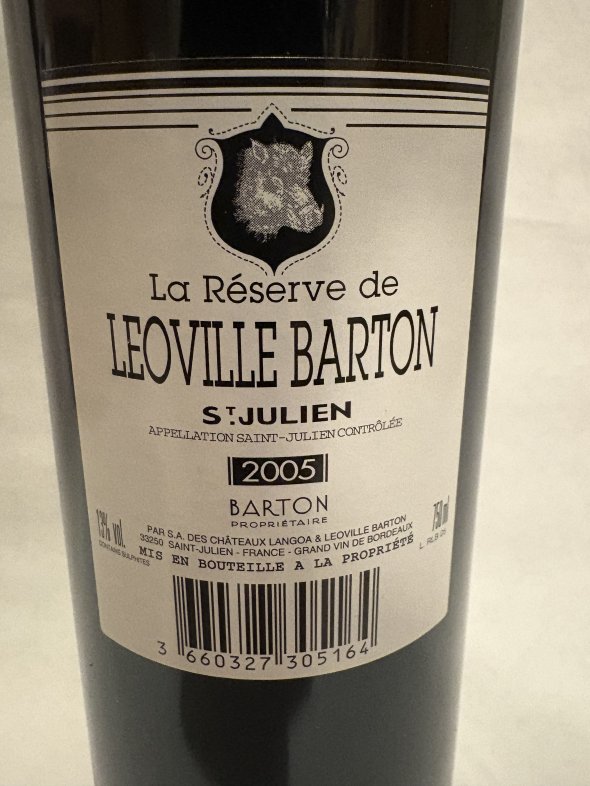 La Réserve de
LEOVILLE BARTON
ST. JULIEN
APPELLATION SAINT-JULIEN CONTRÔLÉE
2005
BARTON
PROPRIÉTAIRE
13% vol.
CONTAINS SULPHITES
PAR S.A. DES CHÂTEAUX LANGOA & LEOVILLE BARTON
33250 SAINT-JULIEN - FRANCE - GRAND VIN DE BORDEAUX
MIS EN BOUTEILLE A LA PROPRIÉTÉ
750 ml
3 660327 305164